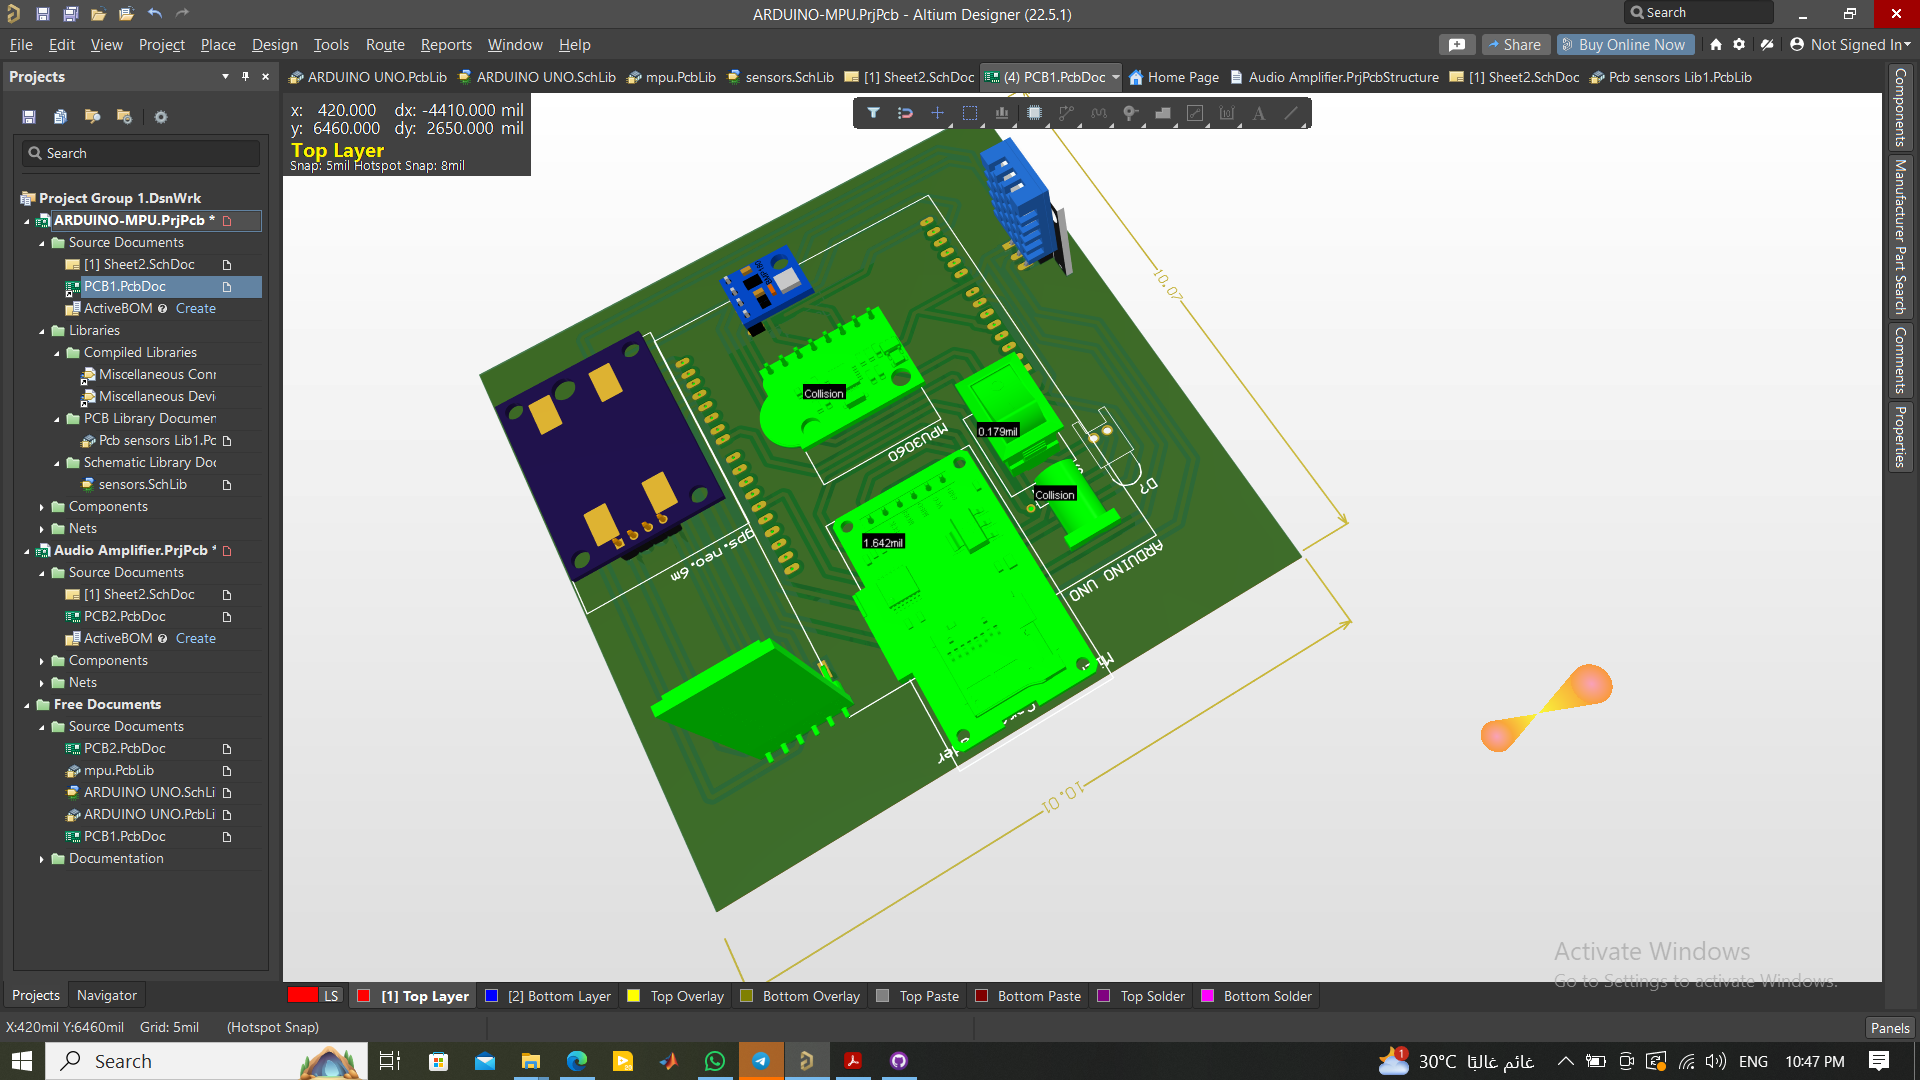 ARDUINO-MPU.PrjPcb - Altium Designer (22.5.1)
Search
File Edit View Project Place Design Tools Route Reports Window Help
Share
Buy Online Now
Not Signed In
Projects
ARDUINO UNO.PcbLib
ARDUINO UNO.SchLib
mpu.PcbLib
sensors.SchLib
[1] Sheet2.SchDoc
(4) PCB1.PcbDoc
Home Page
Audio Amplifier.PrjPcbStructure
[1] Sheet2.SchDoc
Pcb sensors Lib1.PcbLib
x: 420.000 dx: -4410.000 mil
y: 6460.000 dy: 2650.000 mil
Top Layer
Snap: 5mil Hotspot Snap: 8mil
Search
Project Group 1.DsnWrk
ARDUINO-MPU.PrjPcb *
Source Documents
[1] Sheet2.SchDoc
PCB1.PcbDoc
ActiveBOM Create
Libraries
Compiled Libraries
Miscellaneous Conr
Miscellaneous Devi
PCB Library Documen
Pcb sensors Lib1.Pc
Schematic Library Doc
sensors.SchLib
Components
Nets
Audio Amplifier.PrjPcb *
Source Documents
[1] Sheet2.SchDoc
PCB2.PcbDoc
ActiveBOM Create
Components
Nets
Free Documents
Source Documents
PCB2.PcbDoc
mpu.PcbLib
ARDUINO UNO.SchLi
ARDUINO UNO.PcbLi
PCB1.PcbDoc
Documentation
10.07
Collision
MPU3060
0.179mil
Collision
D?
1.642mil
gps.neo.6m
ARDUINO UNO
10.01
Components
Manufacturer Part Search
Comments
Properties
Activate Windows
Go to Settings to activate Windows.
Projects
Navigator
LS
[1] Top Layer
[2] Bottom Layer
Top Overlay
Bottom Overlay
Top Paste
Bottom Paste
Top Solder
Bottom Solder
X:420mil Y:6460mil Grid: 5mil (Hotspot Snap)
Panels
Search
1
30°C غائم غالبًا
ENG
10:47 PM